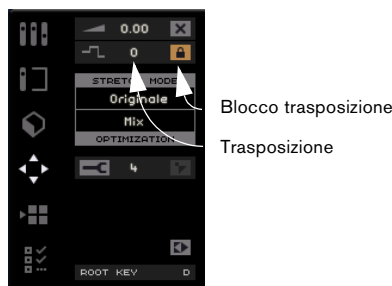 0.00
0
STRETCH MODE
Originale
Mix
OPTIMIZATION
4
ROOT KEY D
Blocco trasposizione
Trasposizione